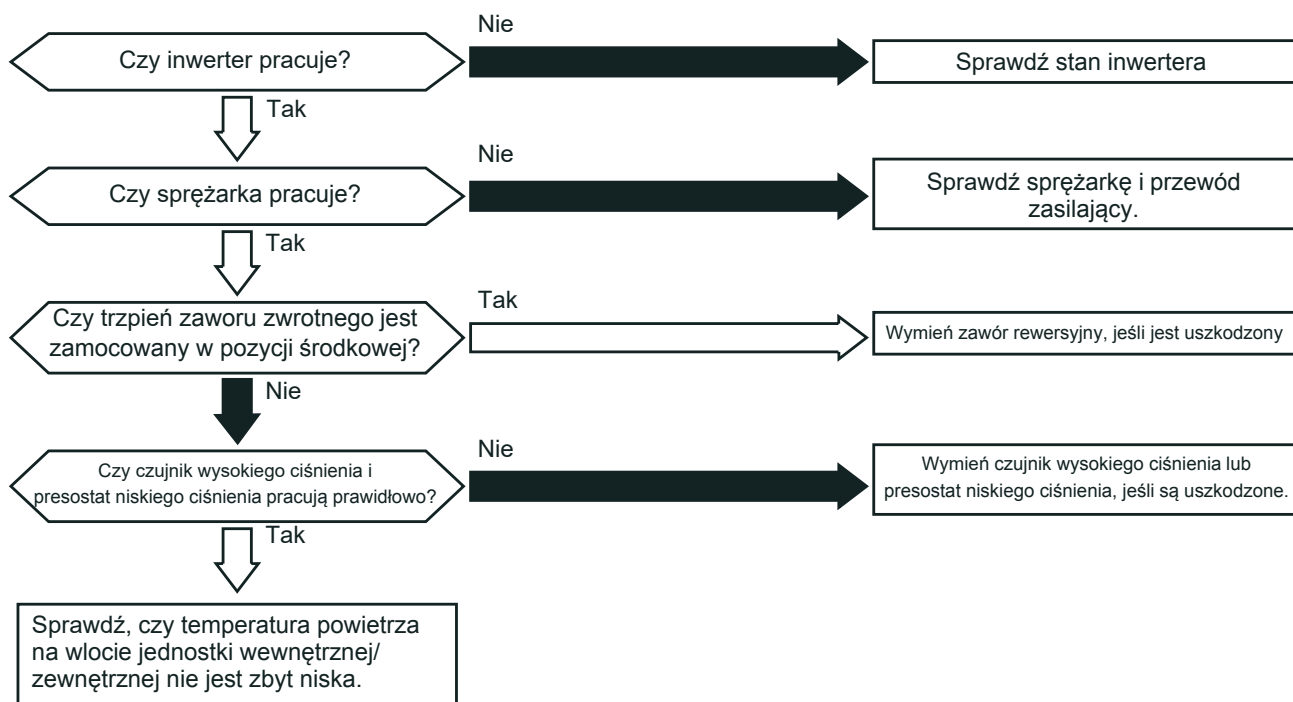 Nie
Czy inwerter pracuje?
Sprawdź stan inwertera
Tak
Nie
Czy sprężarka pracuje?
Sprawdź sprężarkę i przewód
zasilający.
Tak
Tak
Czy trzpień zaworu zwrotnego jest
zamocowany w pozycji środkowej?
Wymień zawór rewersyjny, jeśli jest uszkodzony
Nie
Nie
Czy czujnik wysokiego ciśnienia i
presostat niskiego ciśnienia pracują prawidłowo?
Wymień czujnik wysokiego ciśnienia lub
presostat niskiego ciśnienia, jeśli są uszkodzone.
Tak
Sprawdź, czy temperatura powietrza
na wlocie jednostki wewnętrznej/
zewnętrznej nie jest zbyt niska.